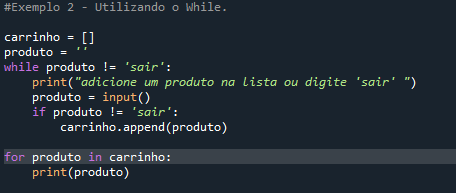 #Exemplo 2 - Utilizando o While.
carrinho = []
produto = ''
while produto != 'sair':
    print("adicione um produto na lista ou digite 'sair' ")
    produto = input()
    if produto != 'sair':
        carrinho.append(produto)
for produto in carrinho:
    print(produto)